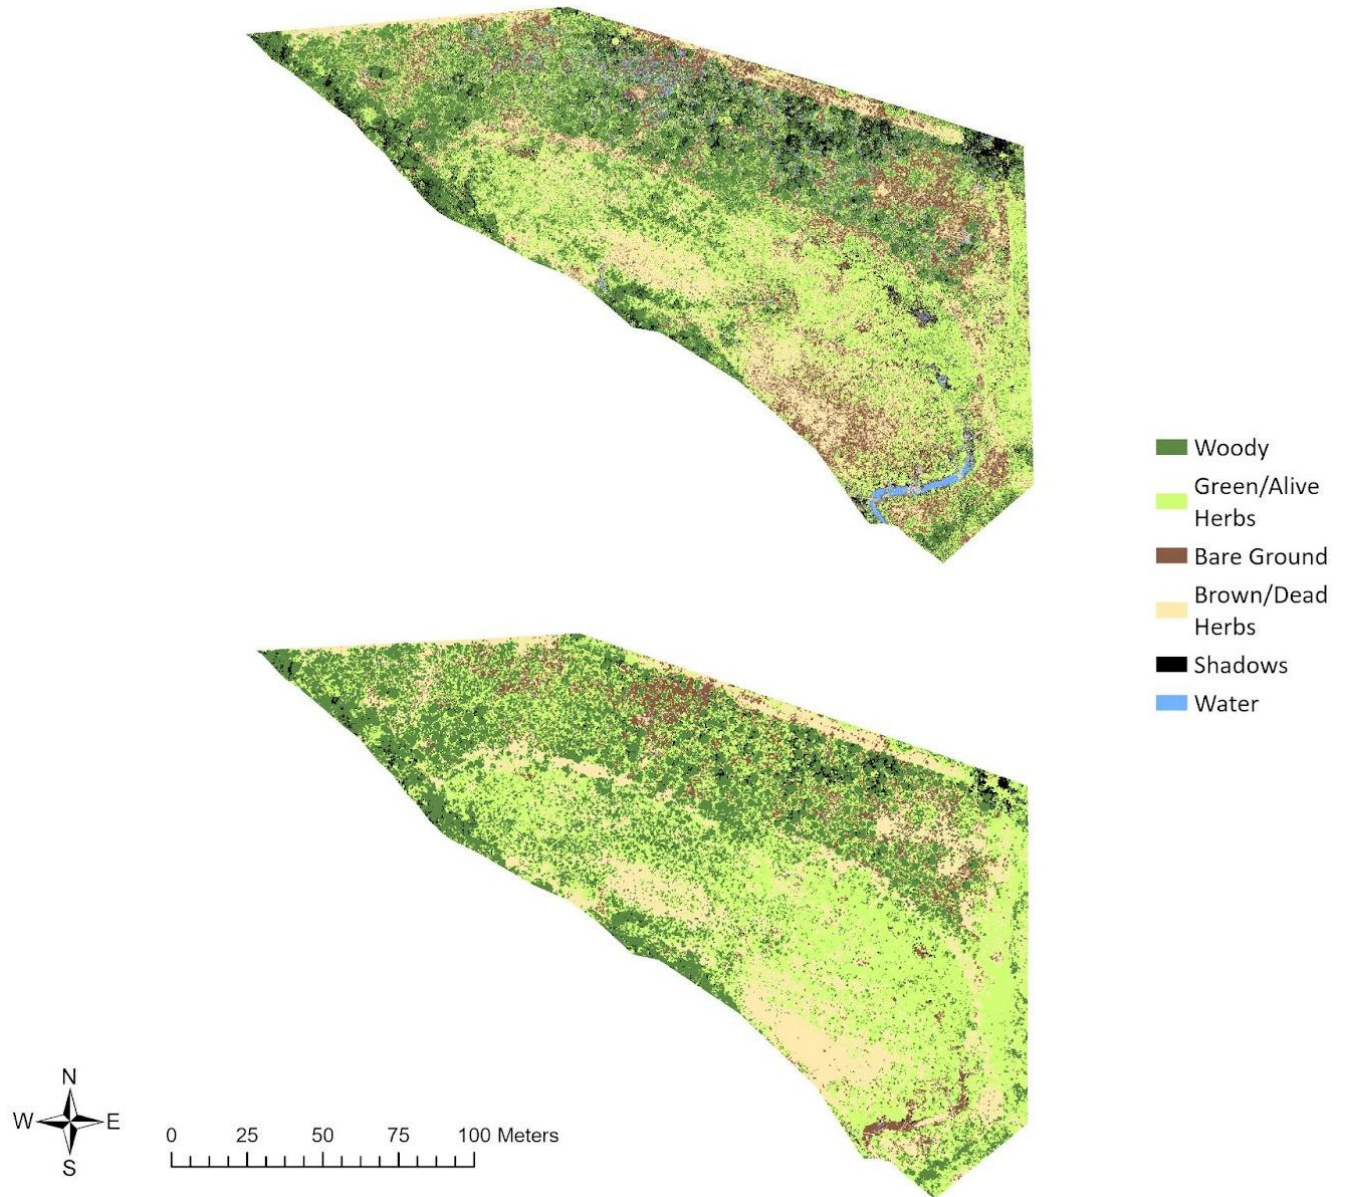 Woody
Green/Alive
Herbs
Bare Ground
Brown/Dead
Herbs
Shadows
Water
N
W E
S
0 25 50 75 100 Meters